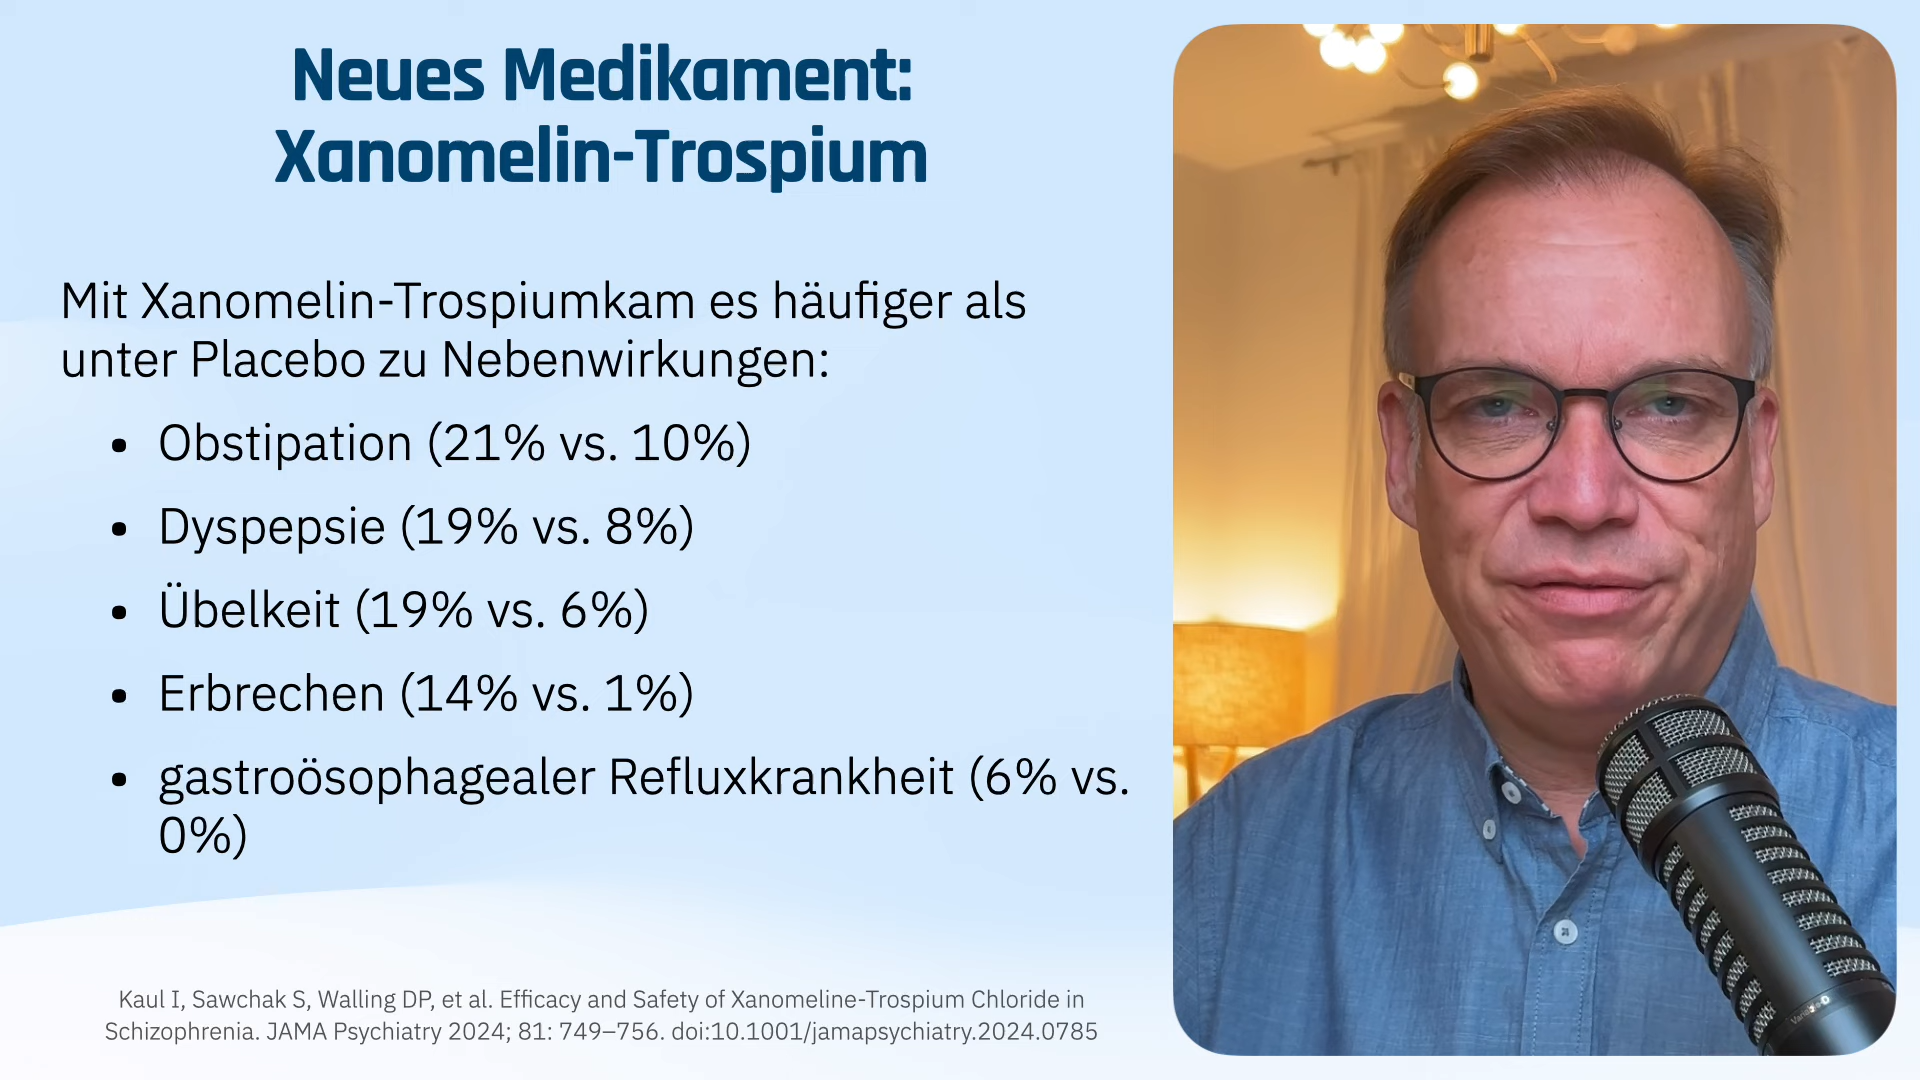 Neues Medikament:
Xanomelin-Trospium
Mit Xanomelin-Trospiumkam es häufiger als
unter Placebo zu Nebenwirkungen:
• Obstipation (21% vs. 10%)
• Dyspepsie (19% vs. 8%)
• Übelkeit (19% vs. 6%)
• Erbrechen (14% vs. 1%)
• gastroösophagealer Refluxkrankheit (6% vs.
0%)
Kaul I, Sawchak S, Walling DP, et al. Efficacy and Safety of Xanomeline-Trospium Chloride in
Schizophrenia. JAMA Psychiatry 2024; 81: 749–756. doi:10.1001/jamapsychiatry.2024.0785